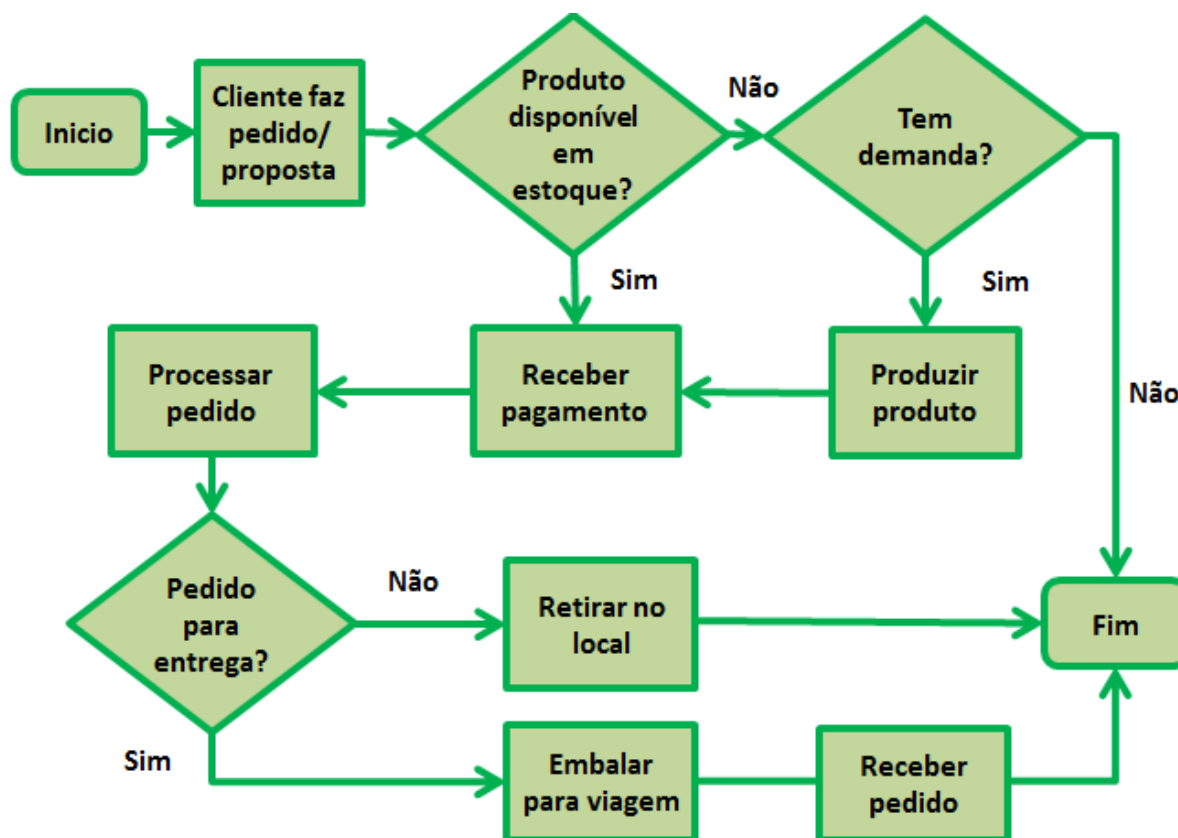 Inicio
Cliente faz
pedido/
proposta
Produto
disponível
em
estoque?
Não
Tem
demanda?
Sim
Sim
Não
Processar
pedido
Receber
pagamento
Produzir
produto
Pedido
para
entrega?
Não
Retirar no
local
Fim
Sim
Embalar
para viagem
Receber
pedido